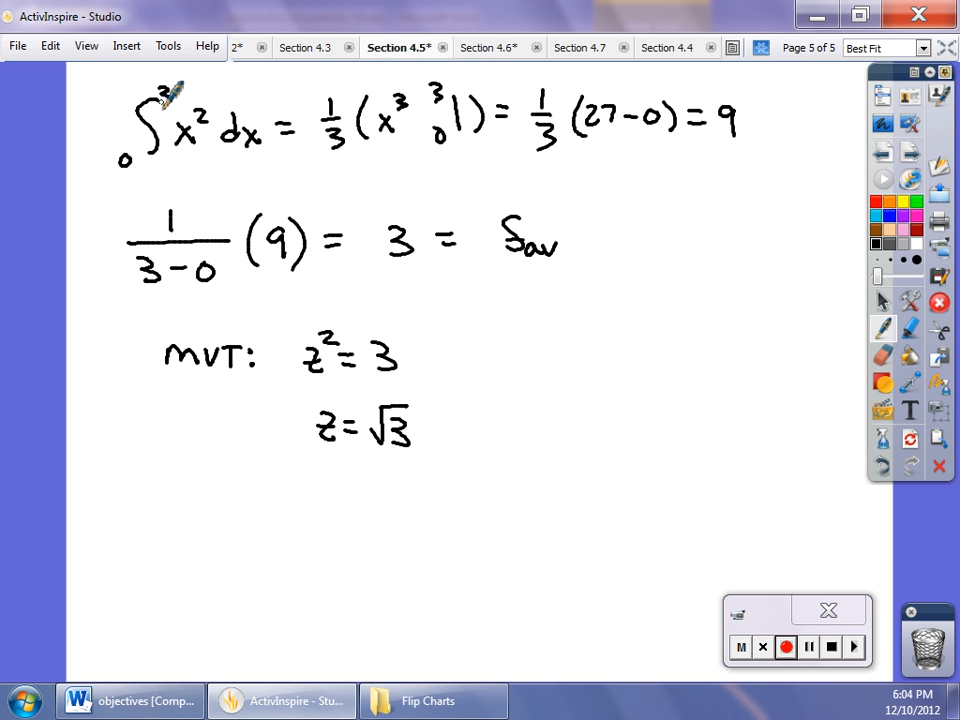 ActivInspire - Studio
File Edit View Insert Tools Help 2* Section 4.3 Section 4.5* Section 4.6* Section 4.7 Section 4.4 Page 5 of 5 Best Fit
∫₀³ x² dx = 1/3 (x³ ³₀|) = 1/3 (27-0) = 9
1/(3-0) (9) = 3 = fav
MVT: z² = 3
z = √3
M
T
objectives [Comp... ActivInspire - Stu... Flip Charts
6:04 PM
12/10/2012